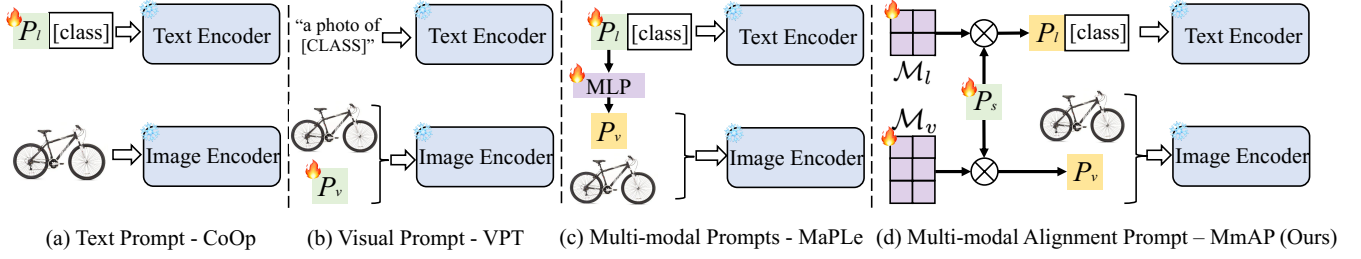 P_l [class]
Text Encoder
Image Encoder
(a) Text Prompt - CoOp
“a photo of
[CLASS]”
Text Encoder
P_v
Image Encoder
(b) Visual Prompt - VPT
P_l [class]
Text Encoder
MLP
P_v
Image Encoder
(c) Multi-modal Prompts - MaPLe
P_l [class]
Text Encoder
ℳ_l
P_s
ℳ_v
P_v
Image Encoder
(d) Multi-modal Alignment Prompt – MmAP (Ours)